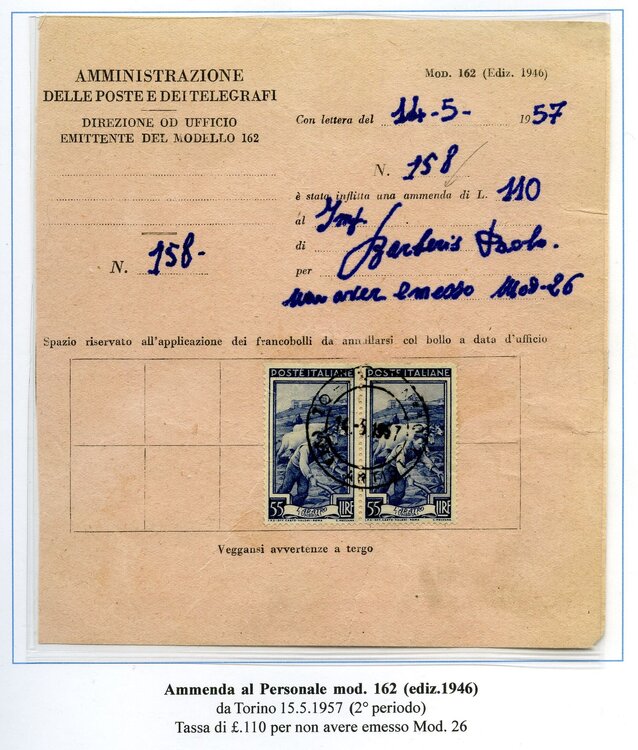 AMMINISTRAZIONE
DELLE POSTE E DEI TELEGRAFI
DIREZIONE OD UFFICIO
EMITTENTE DEL MODELLO 162
N. 158-
MOD. 162 (Ediz. 1946)
Con lettera del 14-5- 1957
N. 158
è stata inflitta una ammenda di L. 110
al Imp.
di Barberis Paolo.
per
non aver emesso Mod-26
Spazio riservato all'applicazione dei francobolli da annullarsi col bollo a data d'ufficio
POSTE ITALIANE POSTE ITALIANE
55 LIRE 55 LIRE
Veggansi avvertenze a tergo
Ammenda al Personale mod. 162 (ediz.1946)
da Torino 15.5.1957 (2° periodo)
Tassa di £.110 per non avere emesso Mod. 26